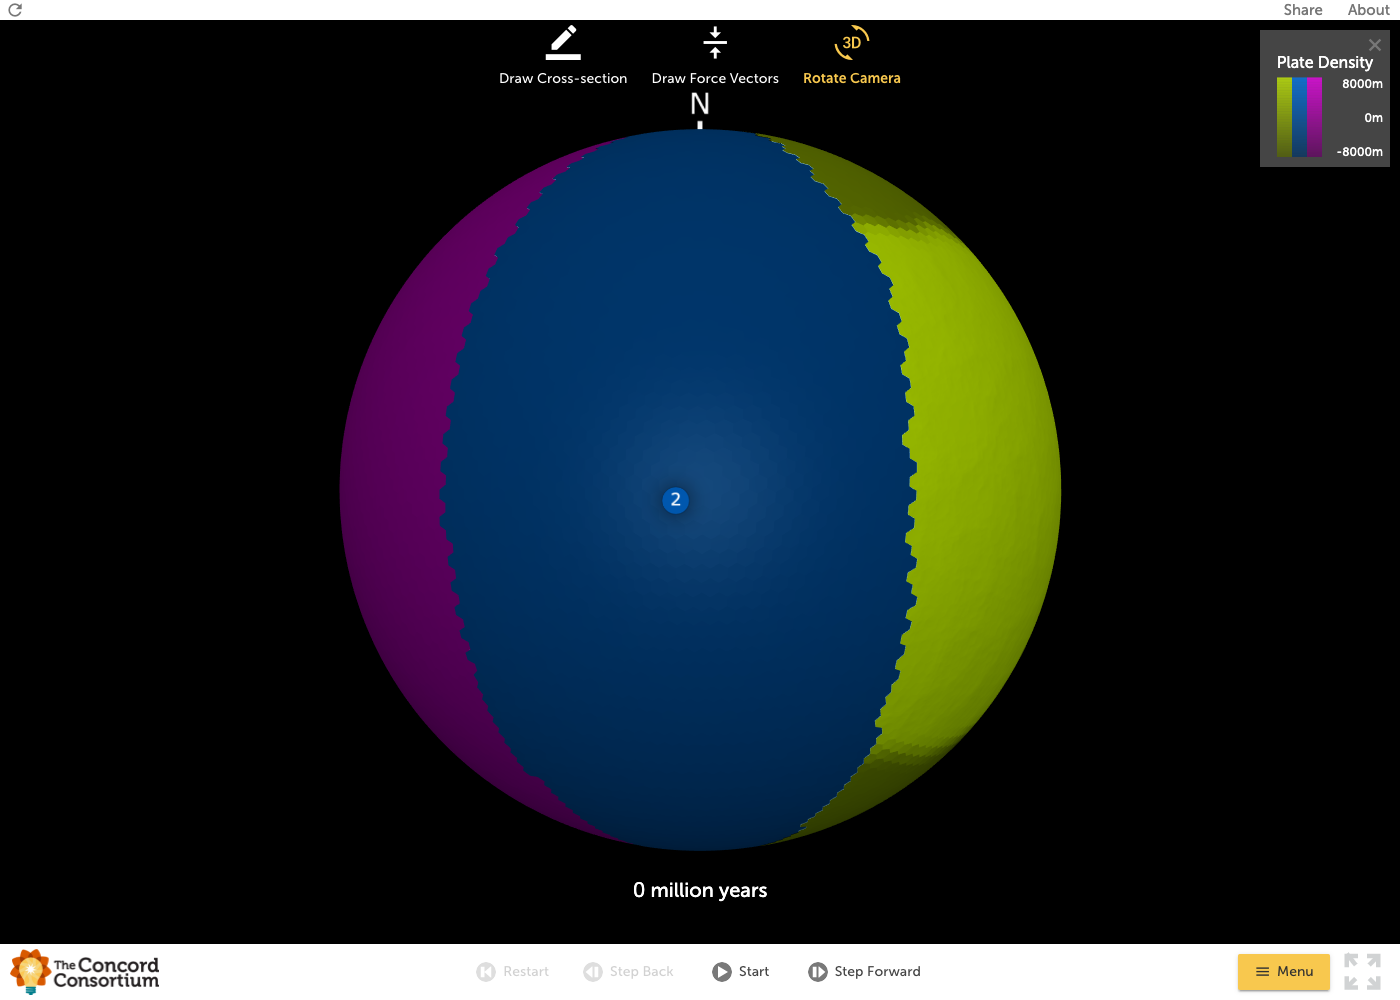 Share
About
Draw Cross-section
Draw Force Vectors
3D
Rotate Camera
N
Plate Density
8000m
0m
-8000m
2
0 million years
The Concord
Consortium
Restart
Step Back
Start
Step Forward
Menu